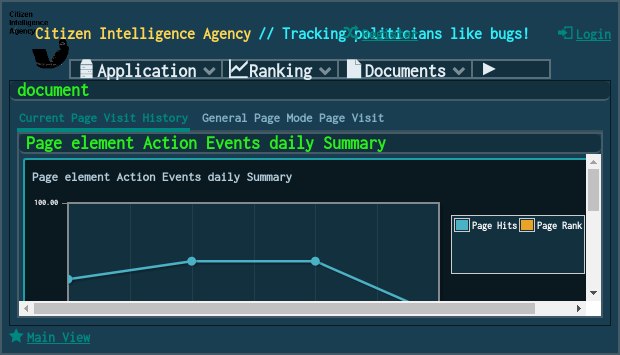 Citizen
Intelligence
Agency
Citizen Intelligence Agency // Tracking politicians like bugs!
Login
Application Ranking Documents
document
Current Page Visit History General Page Mode Page Visit
Page element Action Events daily Summary
Page element Action Events daily Summary
100.00
Page Hits Page Rank
Main View